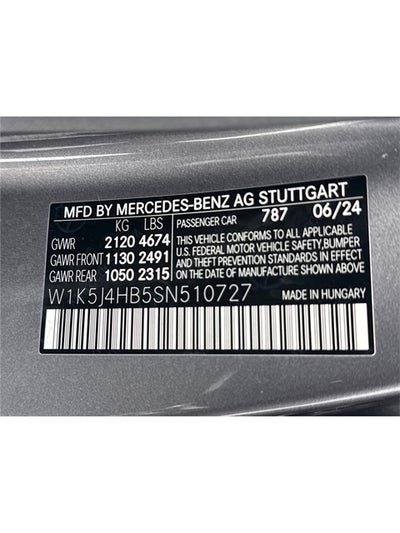 MFD BY MERCEDES-BENZ AG STUTTGART
KG LBS PASSENGER CAR 787 06/24
GVWR 2120 4674
GAWR FRONT 1130 2491
GAWR REAR 1050 2315
THIS CAR CONFORMS TO ALL APPLICABLE
U.S. FEDERAL MOTOR VEHICLE SAFETY,BUMPER
AND THEFT PREVENTION STANDARDS IN EFFECT
ON THE DATE OF MANUFACTURE SHOWN ABOVE.
W1K5J4HB5SN510727 MADE IN HUNGARY